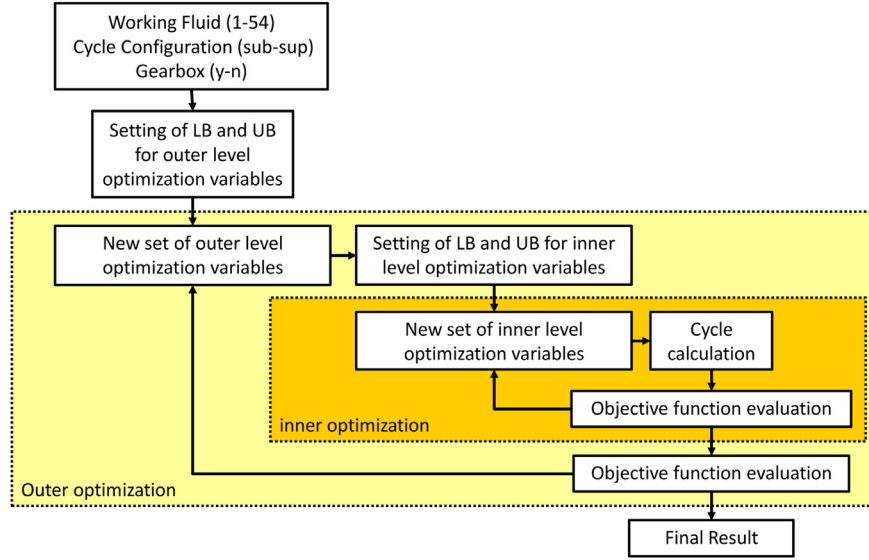 Working Fluid (1-54)
Cycle Configuration (sub-sup)
Gearbox (y-n)
Setting of LB and UB
for outer level
optimization variables
New set of outer level
optimization variables
Setting of LB and UB for inner
level optimization variables
New set of inner level
optimization variables
Cycle
calculation
Objective function evaluation
inner optimization
Objective function evaluation
Outer optimization
Final Result